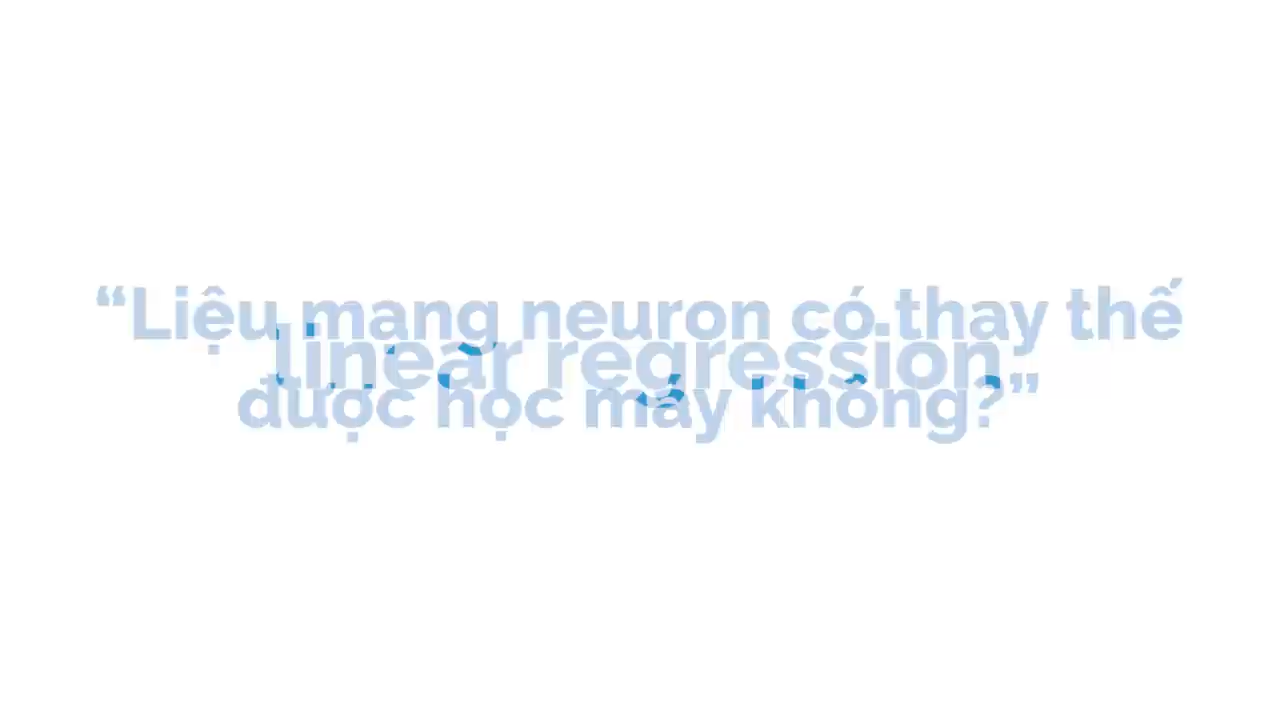 “Liệu mạng neuron có thay thế
linear regression
được học máy không?”